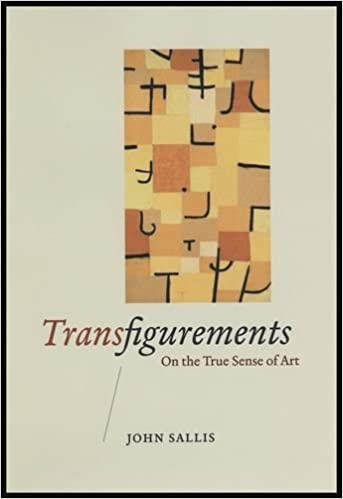 Transfigurements
On the True Sense of Art
JOHN SALLIS